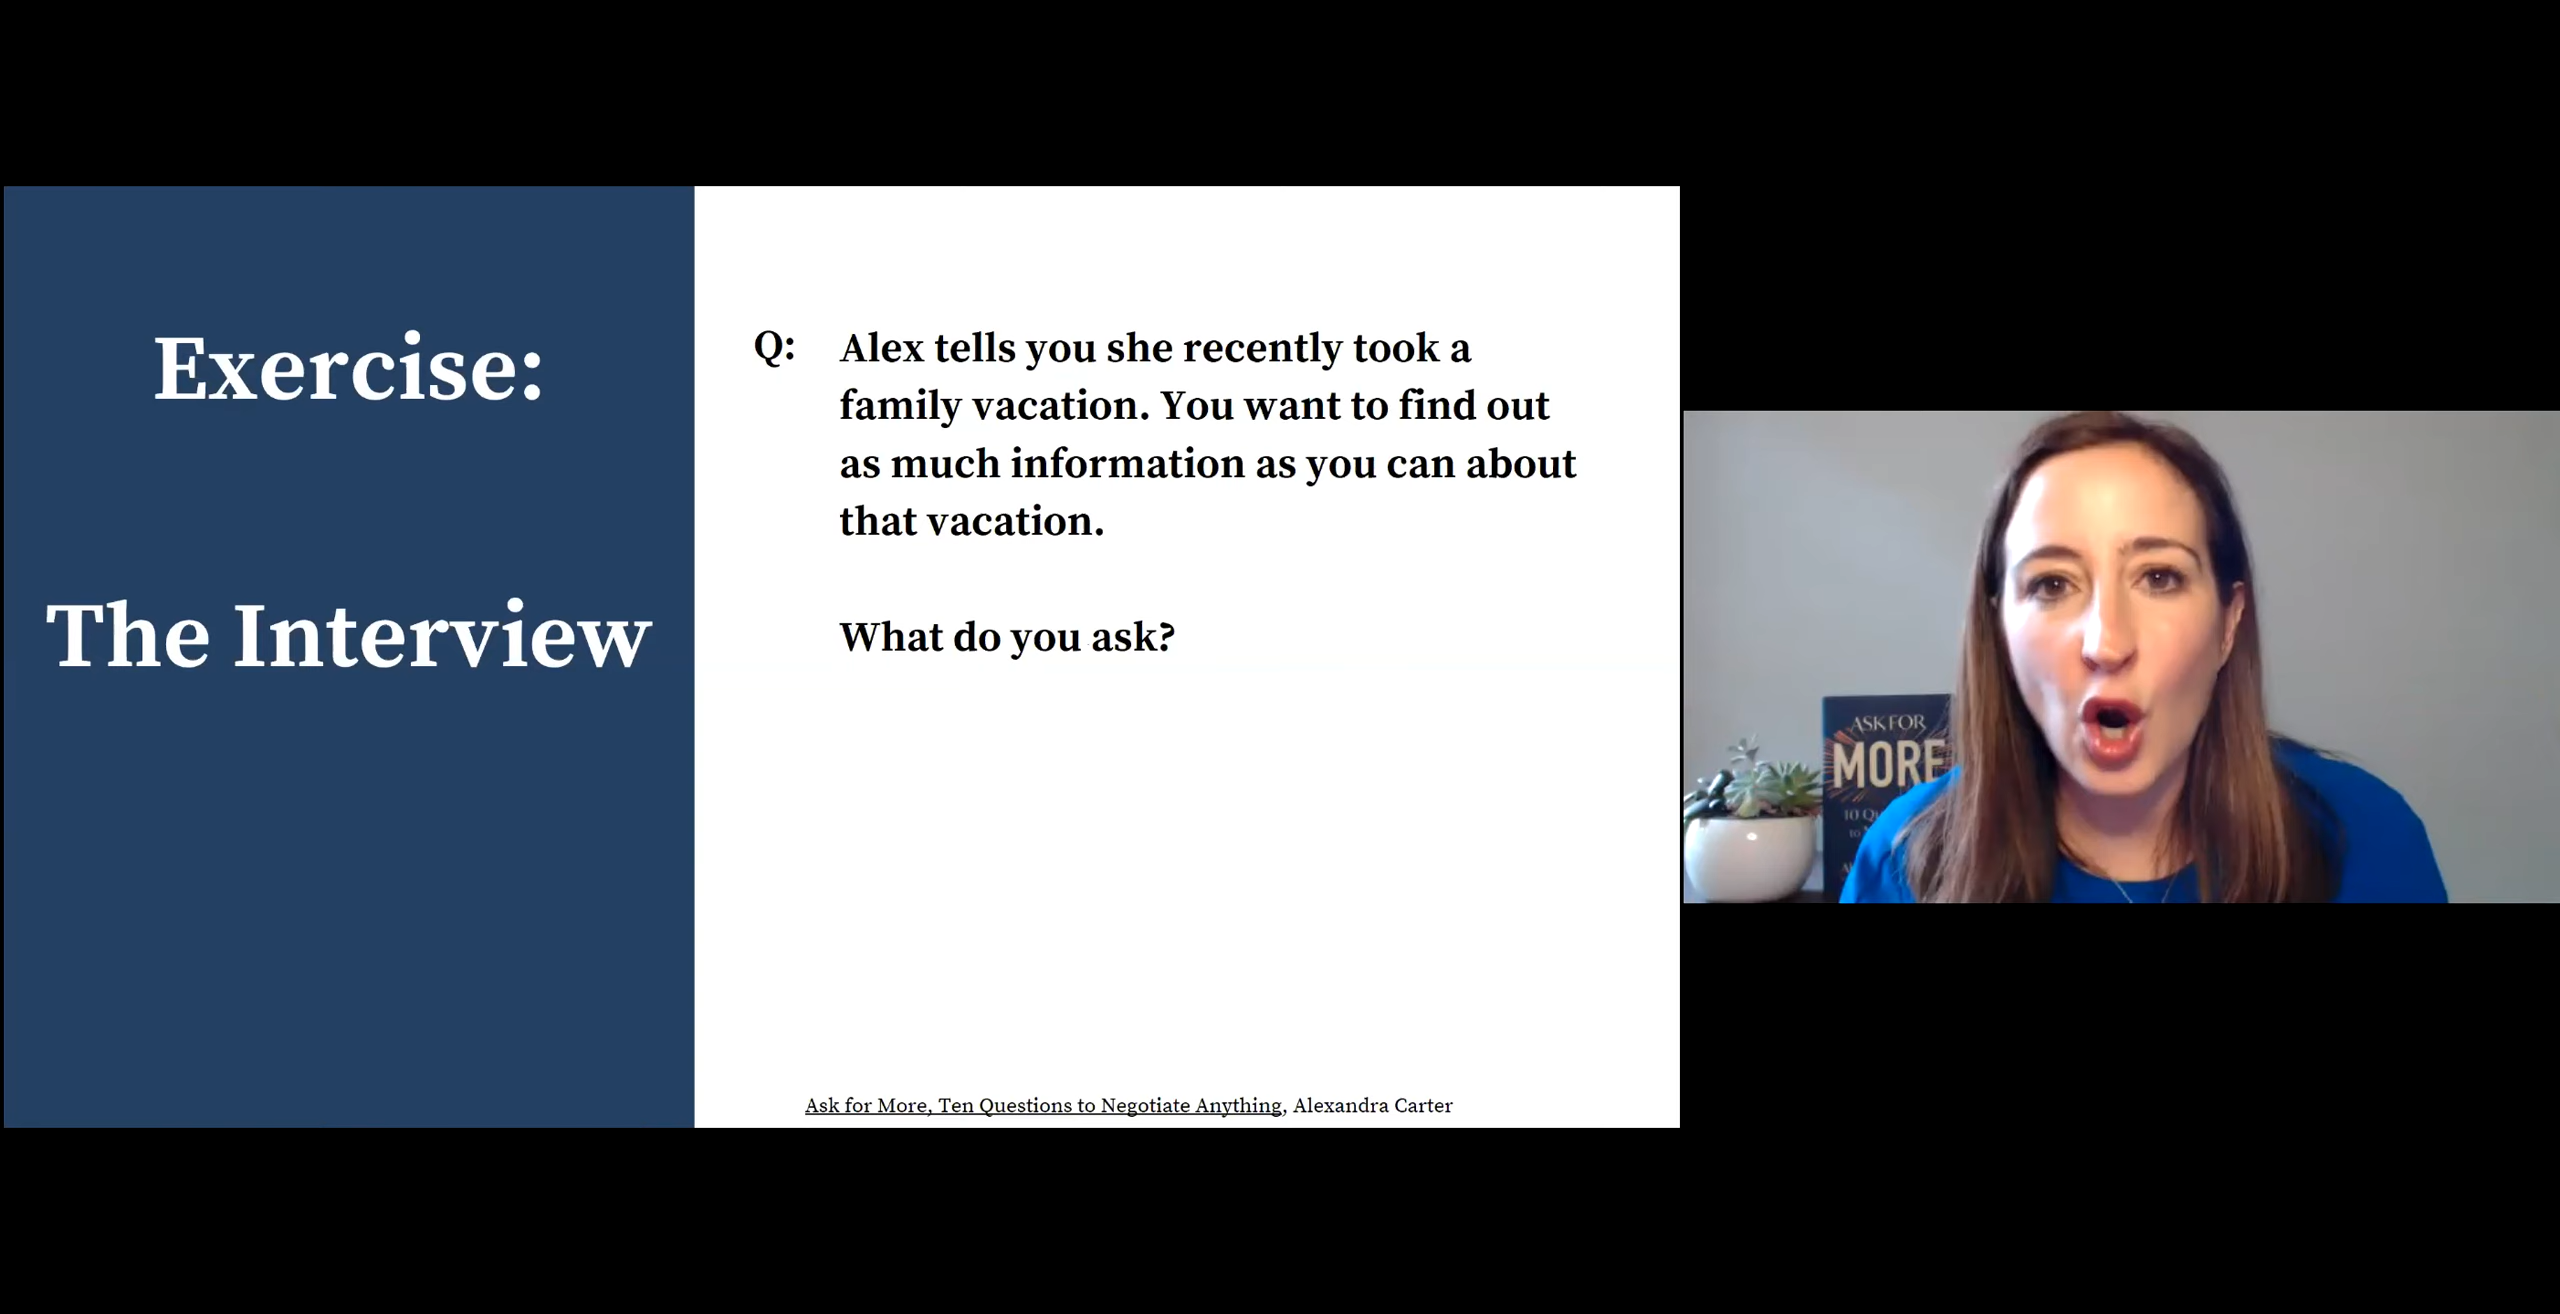 Exercise:
The Interview
Q: Alex tells you she recently took a
family vacation. You want to find out
as much information as you can about
that vacation.
What do you ask?
Ask for More, Ten Questions to Negotiate Anything, Alexandra Carter
ASK FOR
MORE
10